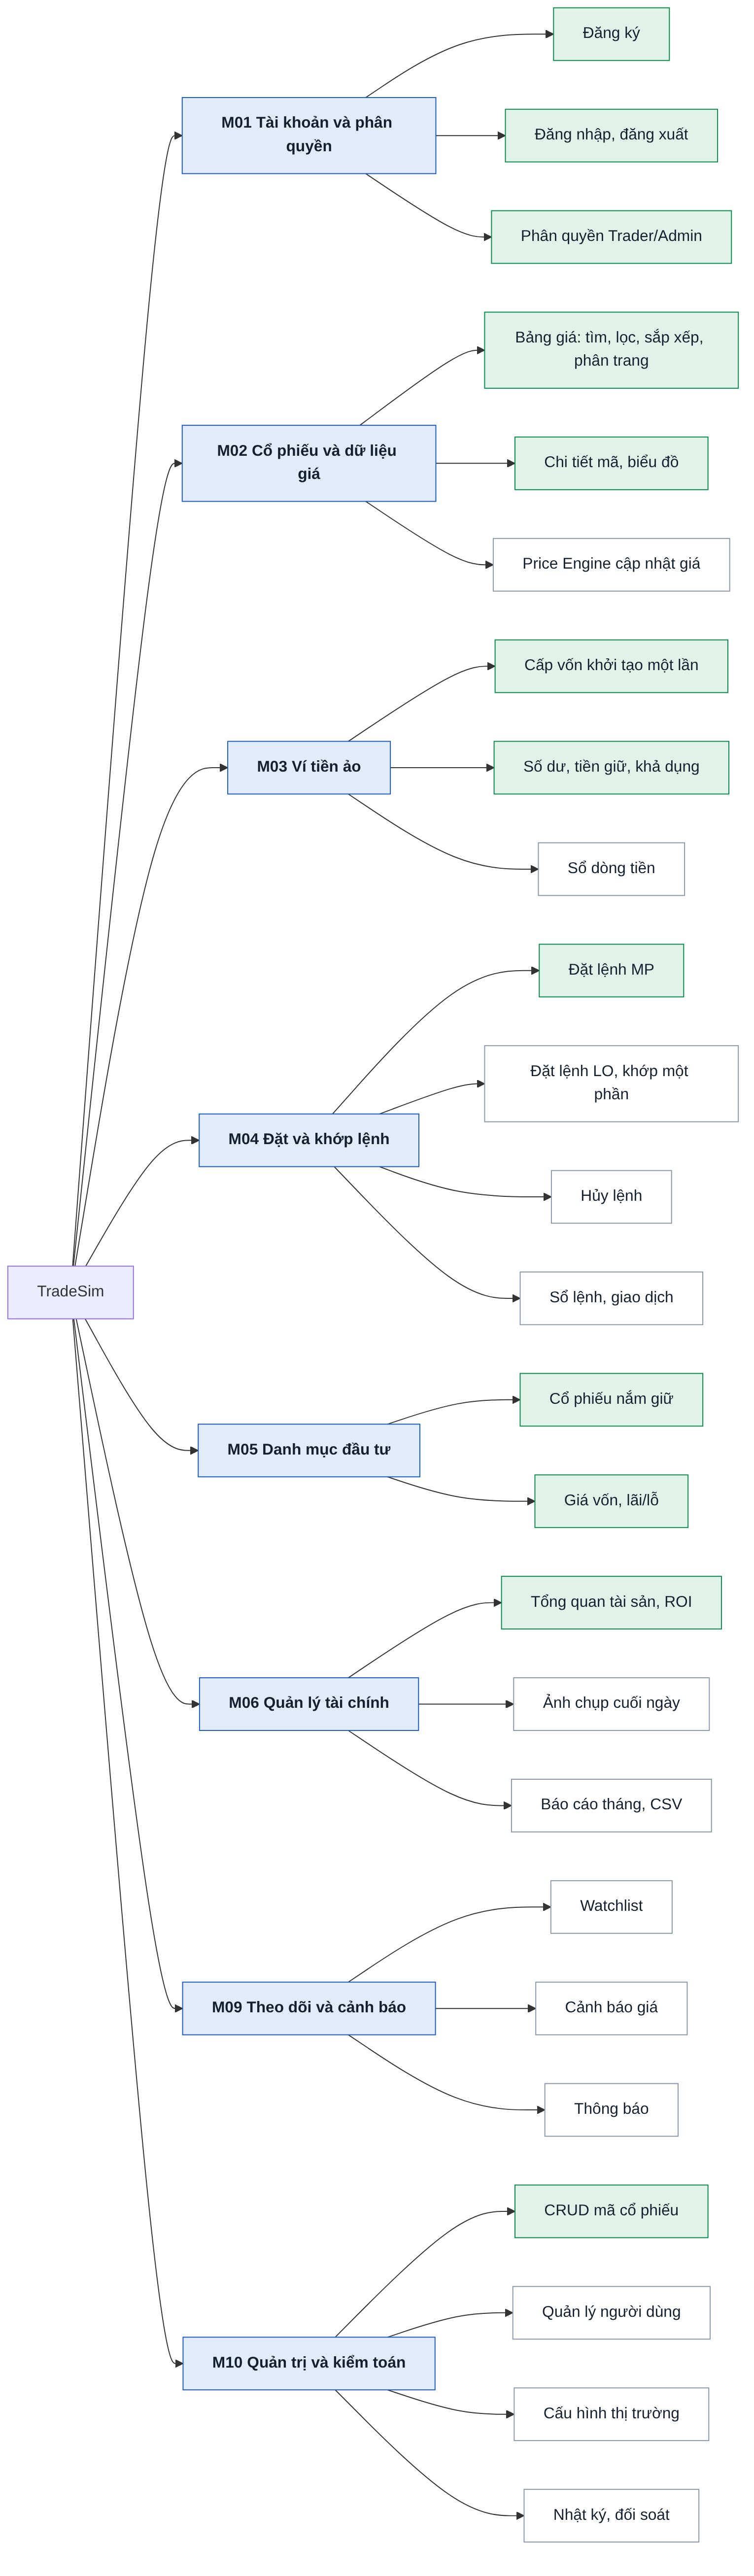 Đăng ký
M01 Tài khoản và phân
quyền
Đăng nhập, đăng xuất
Phân quyền Trader/Admin
Bảng giá: tìm, lọc, sắp xếp,
phân trang
M02 Cổ phiếu và dữ liệu
giá
Chi tiết mã, biểu đồ
Price Engine cập nhật giá
Cấp vốn khởi tạo một lần
M03 Ví tiền ảo
Số dư, tiền giữ, khả dụng
Sổ dòng tiền
Đặt lệnh MP
Đặt lệnh LO, khớp một
phần
M04 Đặt và khớp lệnh
Hủy lệnh
Sổ lệnh, giao dịch
TradeSim
Cổ phiếu nắm giữ
M05 Danh mục đầu tư
Giá vốn, lãi/lỗ
Tổng quan tài sản, ROI
M06 Quản lý tài chính
Ảnh chụp cuối ngày
Báo cáo tháng, CSV
Watchlist
M09 Theo dõi và cảnh báo
Cảnh báo giá
Thông báo
CRUD mã cổ phiếu
Quản lý người dùng
M10 Quản trị và kiểm toán
Cấu hình thị trường
Nhật ký, đối soát